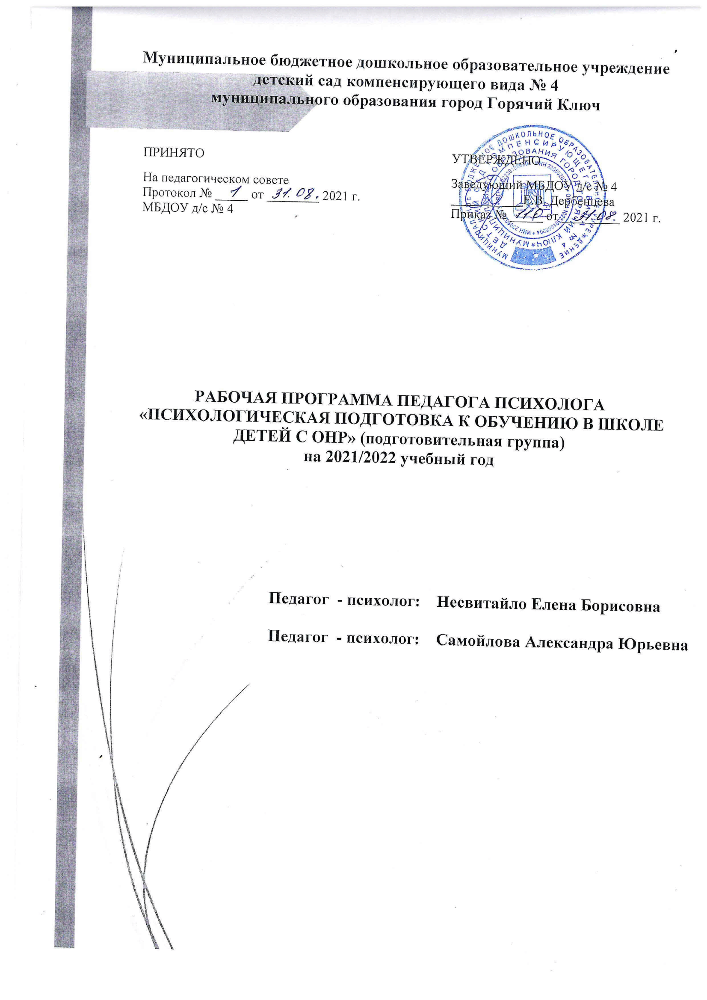 Муниципальное бюджетное дошкольное образовательное учреждение
детский сад компенсирующего вида № 4
муниципального образования город Горячий Ключ
ПРИНЯТО
На педагогическом совете
Протокол № 1 от 31.08. 2021 г.
МБДОУ д/с № 4
УТВЕРЖДЕНО
Заведующий МБДОУ д/с № 4
Е.В. Дербенцева
Приказ № 110 от 31.08. 2021 г.
МУНИЦИПАЛЬНОЕ БЮДЖЕТНОЕ ДОШКОЛЬНОЕ ОБРАЗОВАТЕЛЬНОЕ УЧРЕЖДЕНИЕ
ДЕТСКИЙ САД КОМПЕНСИРУЮЩЕГО ВИДА № 4
МУНИЦИПАЛЬНОГО ОБРАЗОВАНИЯ ГОРОД ГОРЯЧИЙ КЛЮЧ
РАБОЧАЯ ПРОГРАММА ПЕДАГОГА ПСИХОЛОГА
«ПСИХОЛОГИЧЕСКАЯ ПОДГОТОВКА К ОБУЧЕНИЮ В ШКОЛЕ
ДЕТЕЙ С ОНР» (подготовительная группа)
на 2021/2022 учебный год
Педагог - психолог: Несвитайло Елена Борисовна
Педагог - психолог: Самойлова Александра Юрьевна